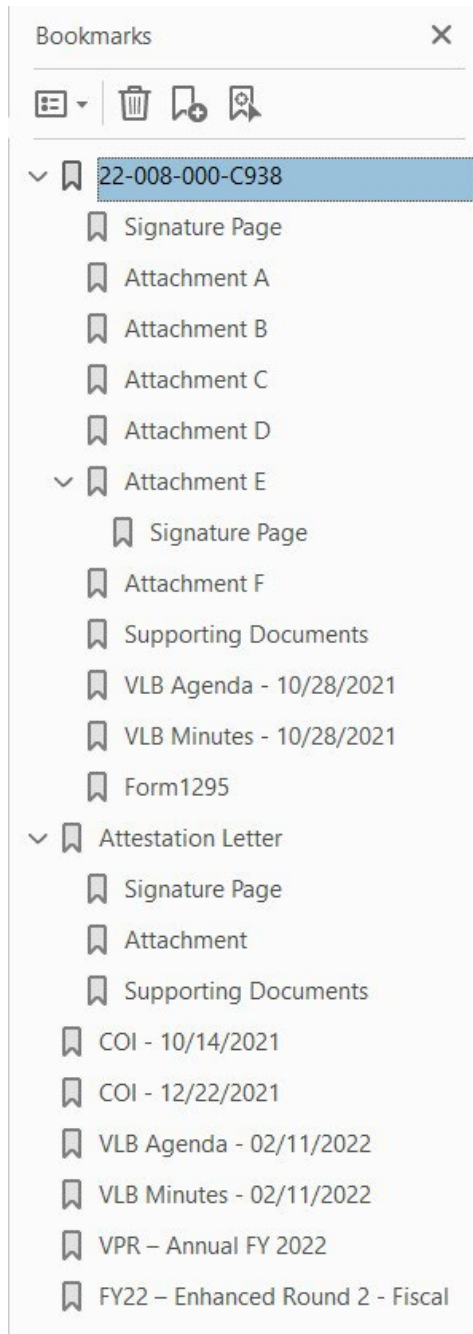 Bookmarks
22-008-000-C938
Signature Page
Attachment A
Attachment B
Attachment C
Attachment D
Attachment E
Signature Page
Attachment F
Supporting Documents
VLB Agenda - 10/28/2021
VLB Minutes - 10/28/2021
Form1295
Attestation Letter
Signature Page
Attachment
Supporting Documents
COI - 10/14/2021
COI - 12/22/2021
VLB Agenda - 02/11/2022
VLB Minutes - 02/11/2022
VPR – Annual FY 2022
FY22 – Enhanced Round 2 - Fiscal